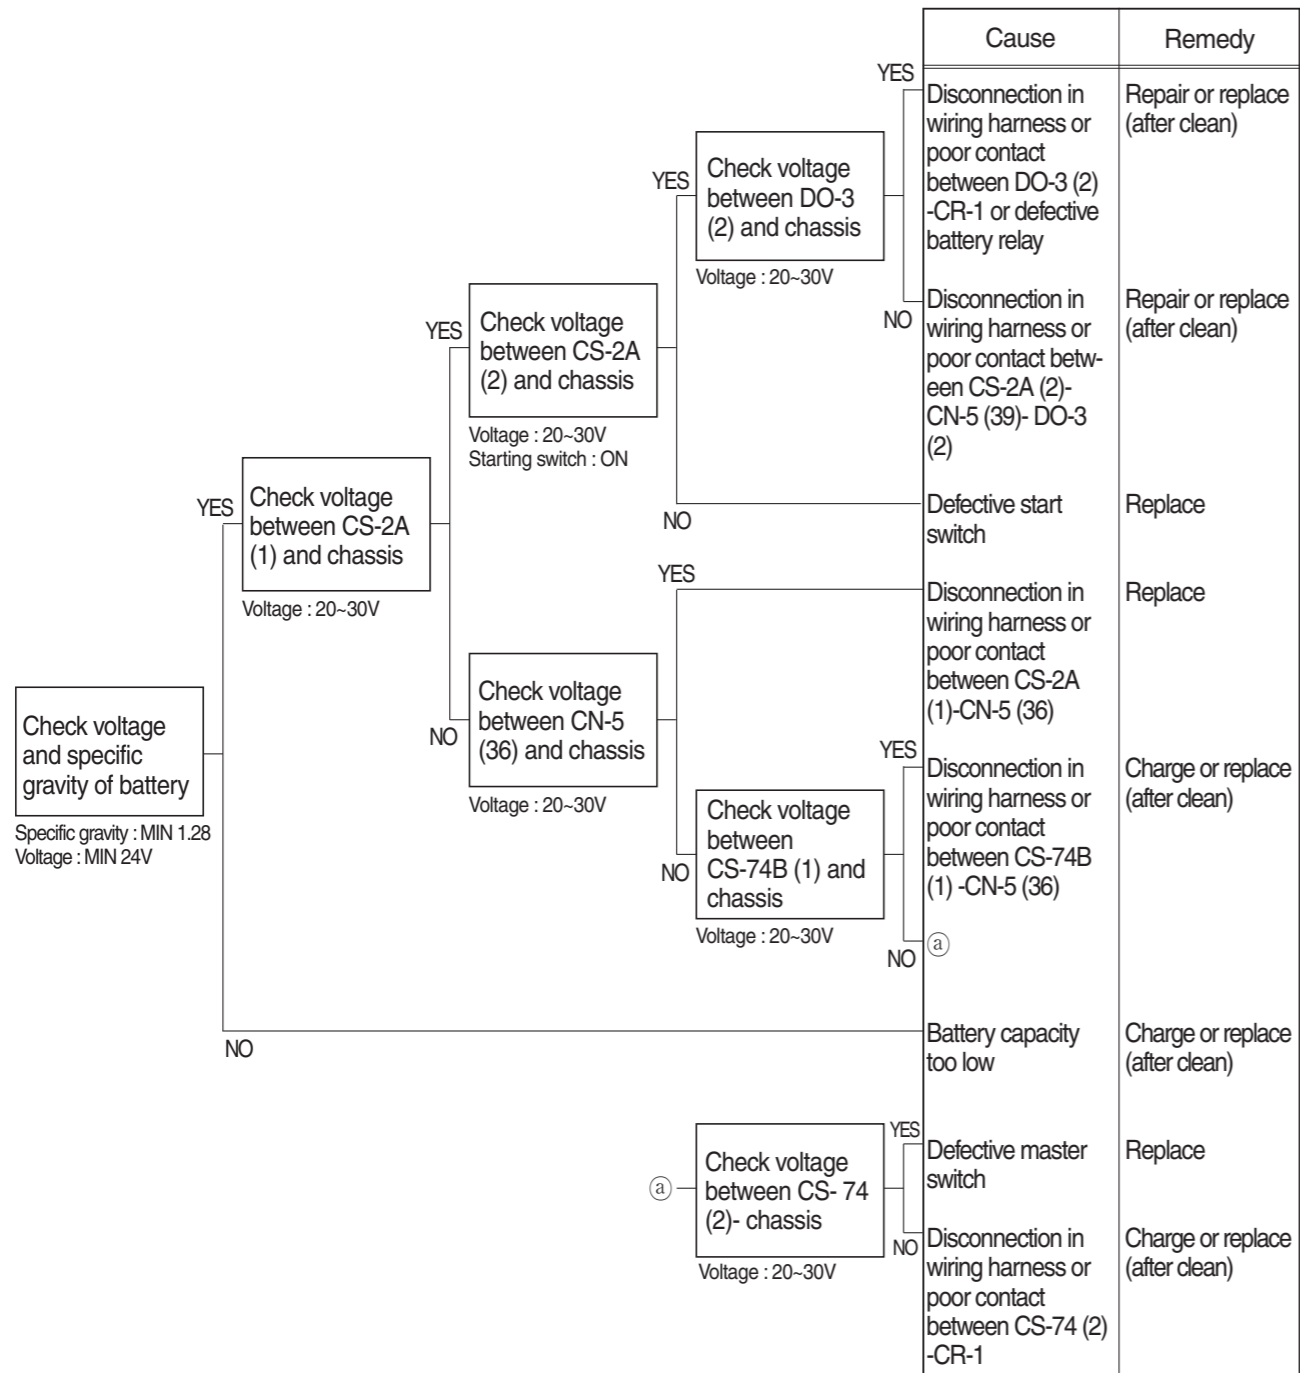 Cause
Remedy
YES
Disconnection in
wiring harness or
poor contact
between DO-3 (2)
-CR-1 or defective
battery relay
Repair or replace
(after clean)
YES
Check voltage
between DO-3
(2) and chassis
Voltage : 20~30V
NO
Disconnection in
wiring harness or
poor contact betw-
een CS-2A (2)-
CN-5 (39)- DO-3
(2)
Repair or replace
(after clean)
YES
Check voltage
between CS-2A
(2) and chassis
Voltage : 20~30V
Starting switch : ON
NO
Defective start
switch
Replace
YES
Check voltage
between CS-2A
(1) and chassis
Voltage : 20~30V
YES
Disconnection in
wiring harness or
poor contact
between CS-2A
(1)-CN-5 (36)
Replace
NO
Check voltage
between CN-5
(36) and chassis
Voltage : 20~30V
Check voltage
and specific
gravity of battery
Specific gravity : MIN 1.28
Voltage : MIN 24V
YES
Disconnection in
wiring harness or
poor contact
between CS-74B
(1) -CN-5 (36)
Charge or replace
(after clean)
NO
Check voltage
between
CS-74B (1) and
chassis
Voltage : 20~30V
NO
ⓐ
NO
Battery capacity
too low
Charge or replace
(after clean)
ⓐ
Check voltage
between CS- 74
(2)- chassis
Voltage : 20~30V
YES
Defective master
switch
Replace
NO
Disconnection in
wiring harness or
poor contact
between CS-74 (2)
-CR-1
Charge or replace
(after clean)